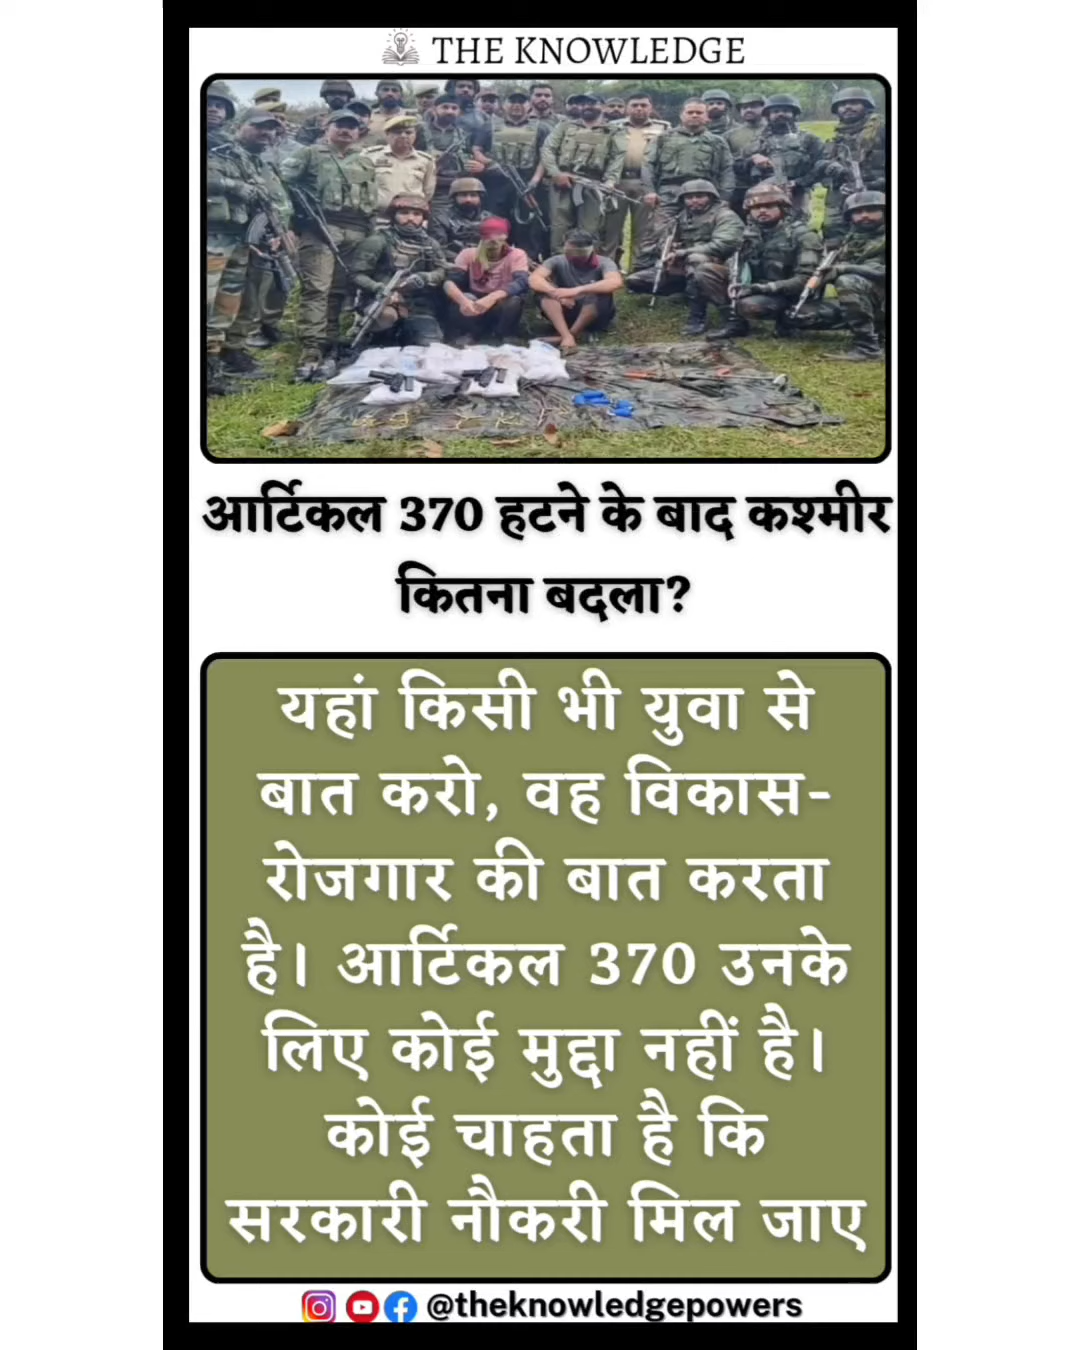 THE KNOWLEDGE
आर्टिकल 370 हटने के बाद कश्मीर
कितना बदला?
यहां किसी भी युवा से
बात करो, वह विकास-
रोजगार की बात करता
है। आर्टिकल 370 उनके
लिए कोई मुद्दा नहीं है।
कोई चाहता है कि
सरकारी नौकरी मिल जाए
@theknowledgepowers